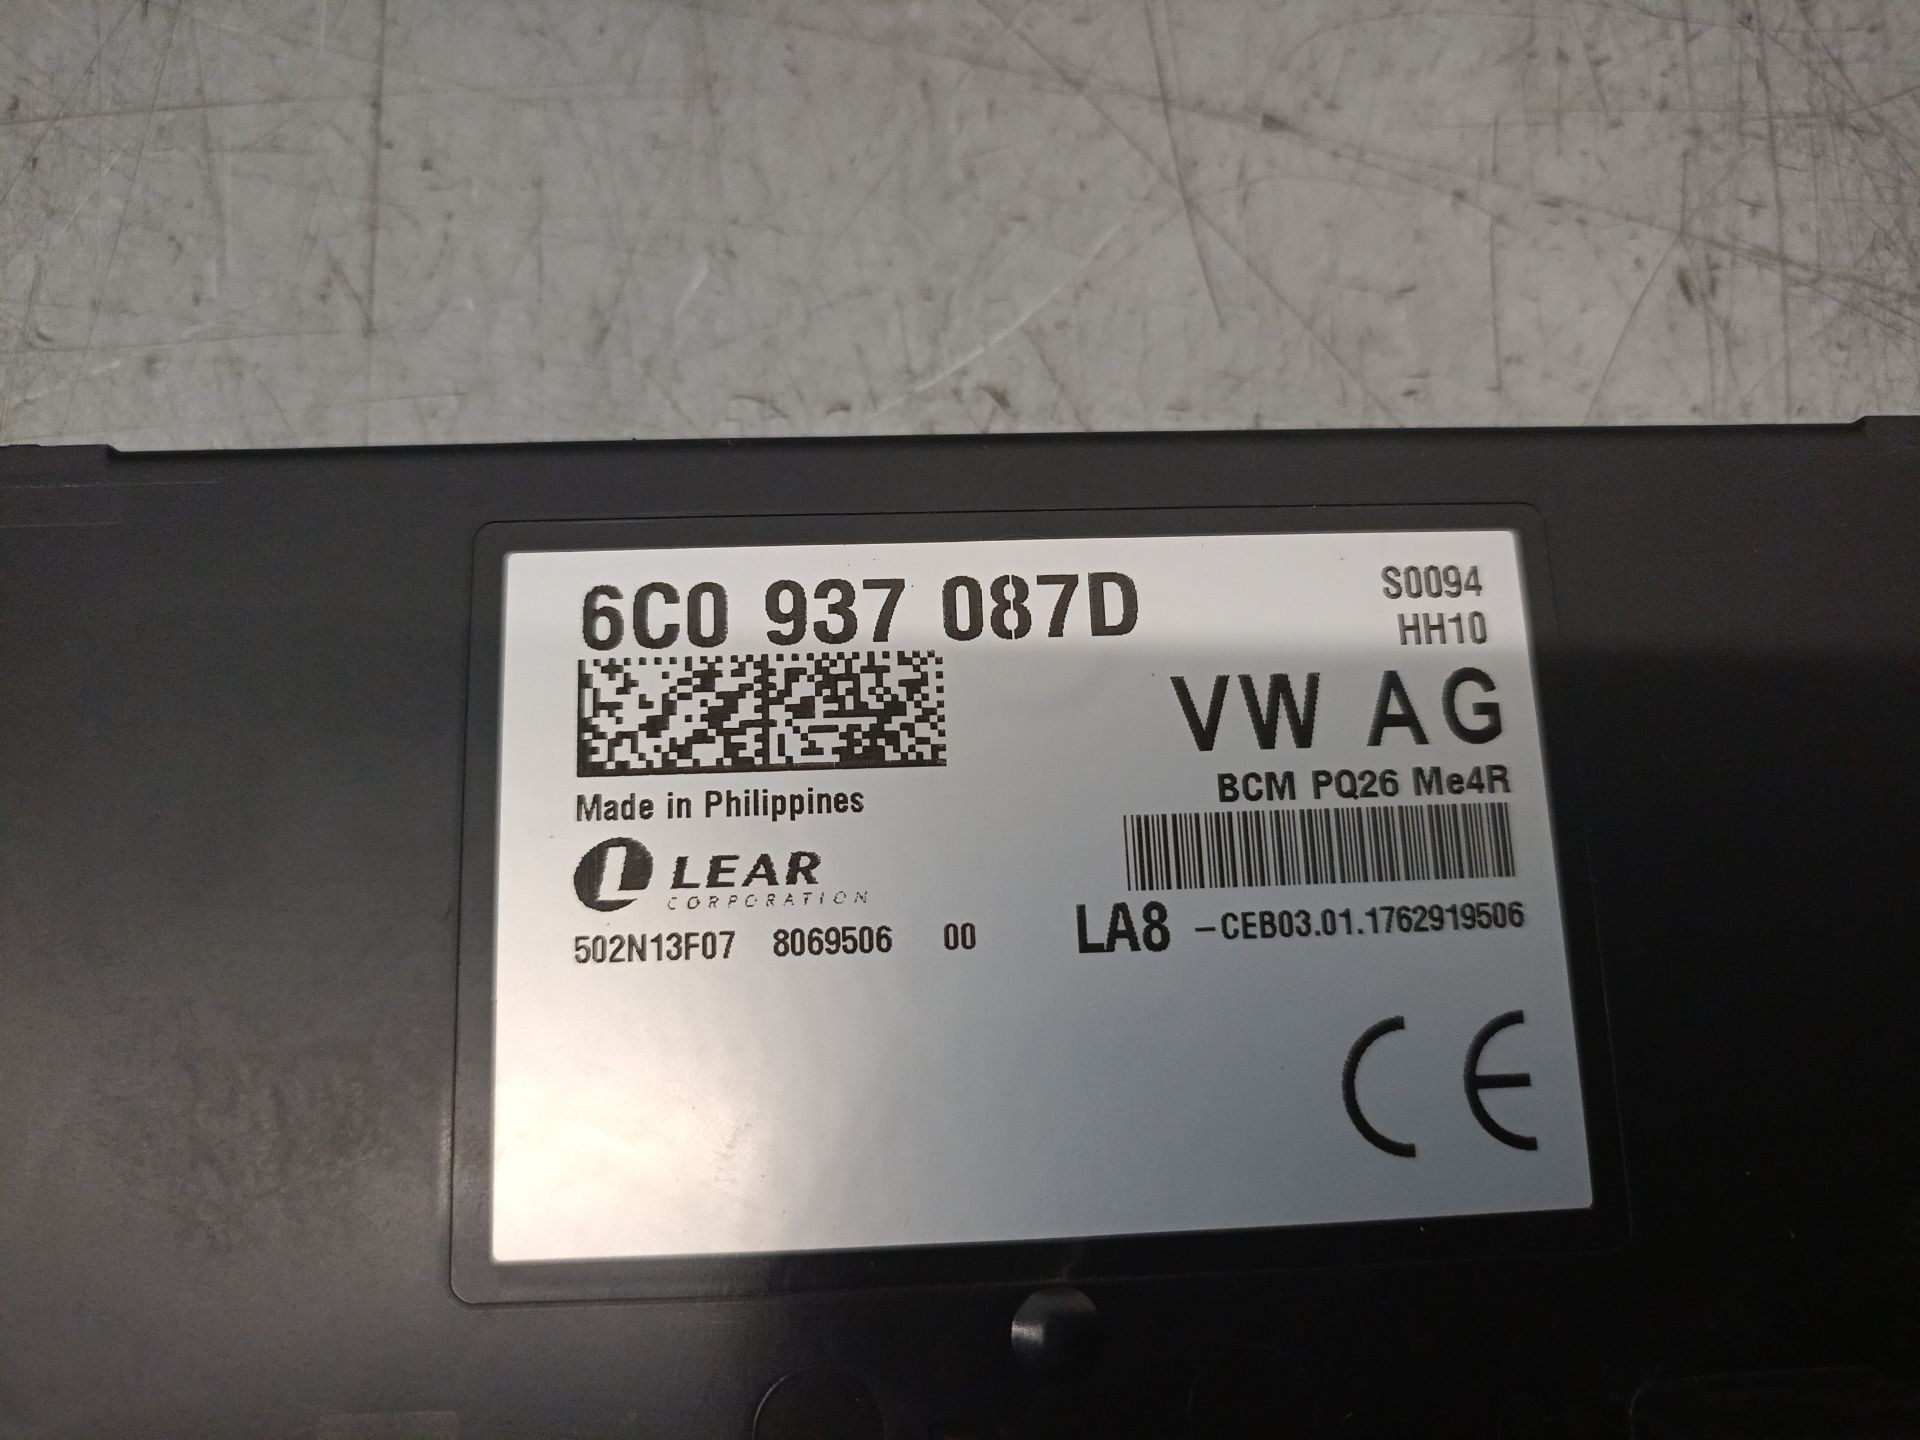 6C0 937 087D
S0094
HH10
VW AG
BCM PQ26 Me4R
Made in Philippines
LEAR
CORPORATION
502N13F07 8069506 00
LA8 -CEB03.01.1762919506
CE